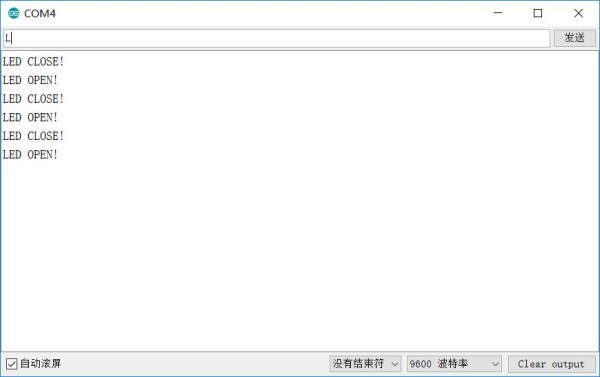 COM4
L
发送
LED CLOSE!
LED OPEN!
LED CLOSE!
LED OPEN!
LED CLOSE!
LED OPEN!
自动滚屏 没有结束符 9600 波特率 Clear output